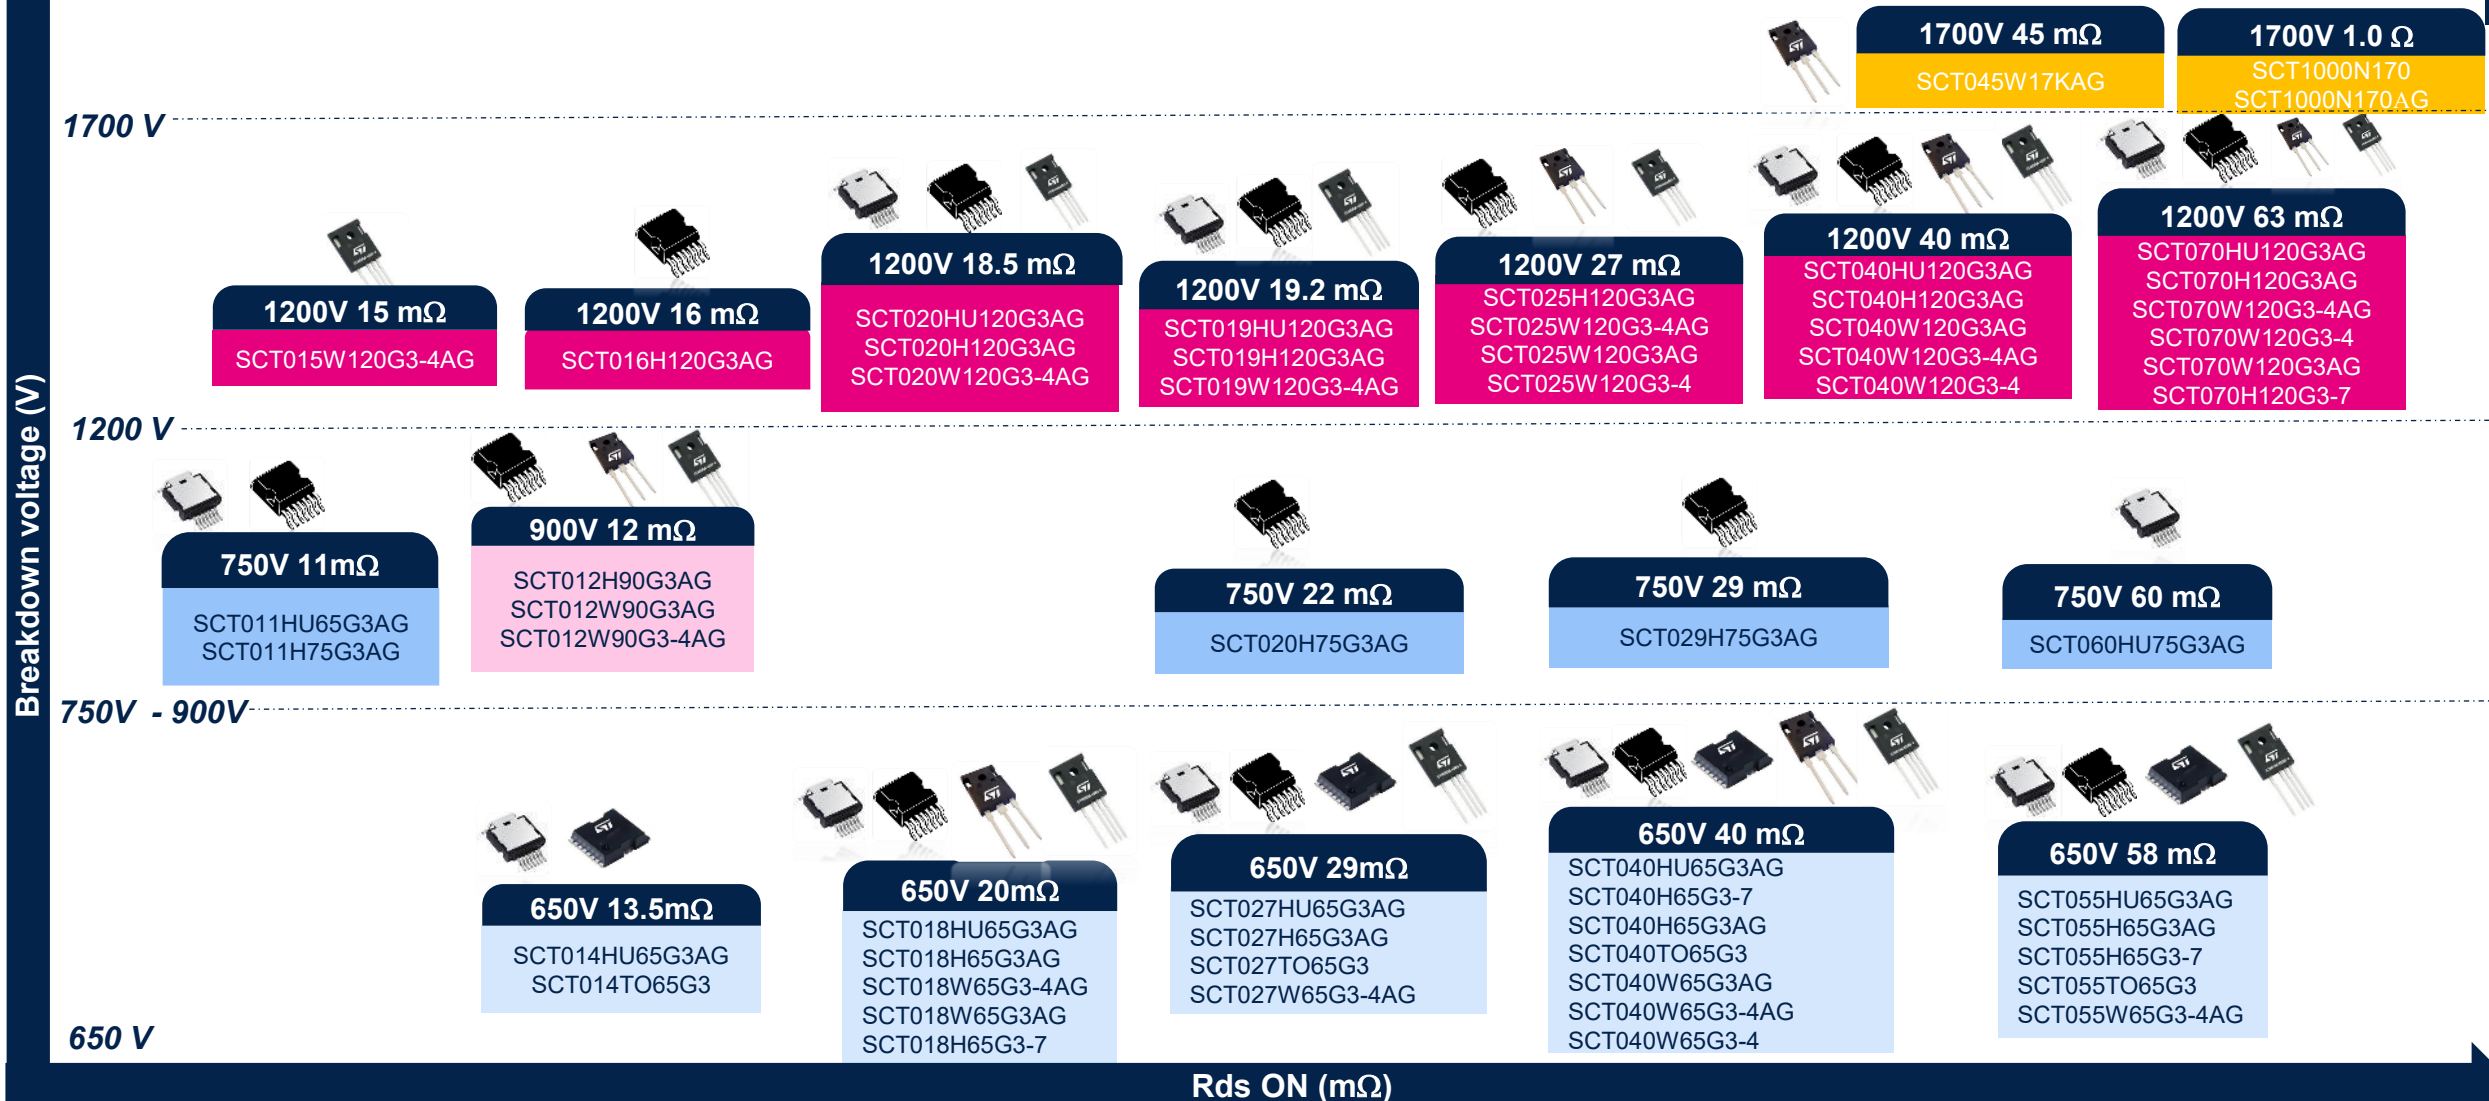 1700V 45 mΩ
SCT045W17KAG
1700V 1.0 Ω
SCT1000N170
SCT1000N170AG
1700 V
1200V 15 mΩ
SCT015W120G3-4AG
1200V 16 mΩ
SCT016H120G3AG
1200V 18.5 mΩ
SCT020HU120G3AG
SCT020H120G3AG
SCT020W120G3-4AG
1200V 19.2 mΩ
SCT019HU120G3AG
SCT019H120G3AG
SCT019W120G3-4AG
1200V 27 mΩ
SCT025H120G3AG
SCT025W120G3-4AG
SCT025W120G3AG
SCT025W120G3-4
1200V 40 mΩ
SCT040HU120G3AG
SCT040H120G3AG
SCT040W120G3AG
SCT040W120G3-4AG
SCT040W120G3-4
1200V 63 mΩ
SCT070HU120G3AG
SCT070H120G3AG
SCT070W120G3-4AG
SCT070W120G3-4
SCT070W120G3AG
SCT070H120G3-7
1200 V
Breakdown voltage (V)
750V 11mΩ
SCT011HU65G3AG
SCT011H75G3AG
900V 12 mΩ
SCT012H90G3AG
SCT012W90G3AG
SCT012W90G3-4AG
750V 22 mΩ
SCT020H75G3AG
750V 29 mΩ
SCT029H75G3AG
750V 60 mΩ
SCT060HU75G3AG
750V - 900V
650V 13.5mΩ
SCT014HU65G3AG
SCT014TO65G3
650V 20mΩ
SCT018HU65G3AG
SCT018H65G3AG
SCT018W65G3-4AG
SCT018W65G3AG
SCT018H65G3-7
650V 29mΩ
SCT027HU65G3AG
SCT027H65G3AG
SCT027TO65G3
SCT027W65G3-4AG
650V 40 mΩ
SCT040HU65G3AG
SCT040H65G3-7
SCT040H65G3AG
SCT040TO65G3
SCT040W65G3AG
SCT040W65G3-4AG
SCT040W65G3-4
650V 58 mΩ
SCT055HU65G3AG
SCT055H65G3AG
SCT055H65G3-7
SCT055TO65G3
SCT055W65G3-4AG
650 V
Rds ON (mΩ)